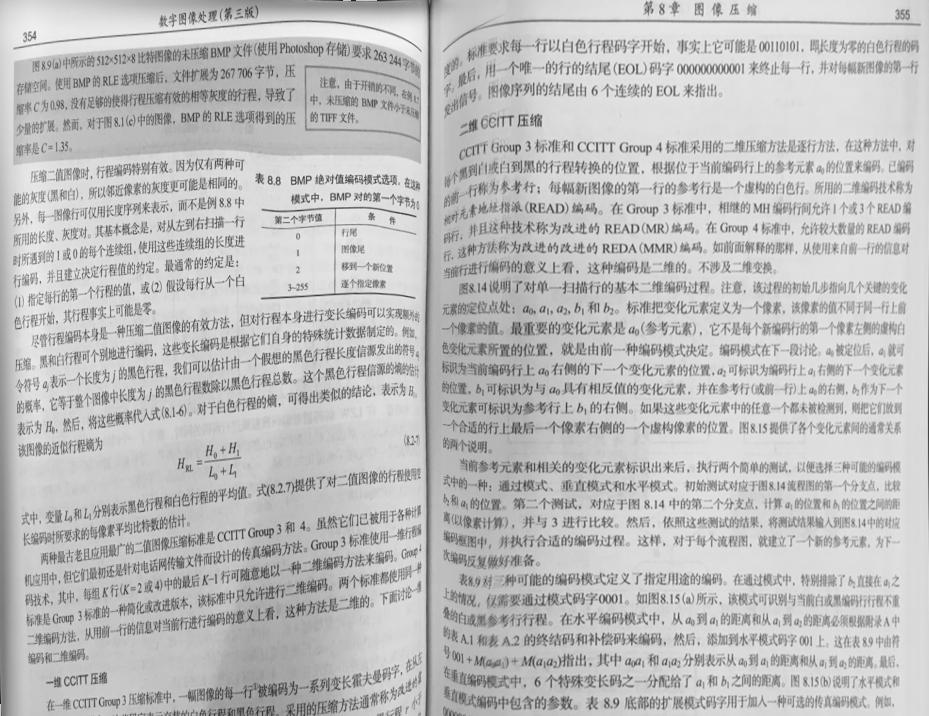 354
数字图像处理(第三版)
图8.9(a)中所示的512×512×8比特图像的未压缩BMP文件(使用Photoshop存储)要求263 244字节的
存储空间。使用BMP的RLE选项压缩后，文件扩展为267 706字节，压
缩率C为0.98，没有足够的使得行程压缩有效的相等灰度的行程，导致了
少量的扩展。然而，对于图8.1(c)中的图像，BMP的RLE选项得到的压
缩率是C=1.35。
注意，由于开销的不同，在例8.7
中，未压缩的BMP文件小于未压缩
的TIFF文件。
压缩二值图像时，行程编码特别有效。因为仅有两种可
能的灰度(黑和白)，所以邻近像素的灰度更可能是相同的。
另外，每一图像行可仅用长度序列来表示，而不是例8.8中
所用的长度、灰度对。其基本概念是，对从左到右扫描一行
时所遇到的1或0的每个连续组，使用这些连续组的长度进
行编码，并且建立决定行程值的约定。最通常的约定是：
(1) 指定每行的第一个行程的值，或(2) 假设每行从一个白
色行程开始，其行程事实上可能是零。
表 8.8 BMP 绝对值编码模式选项。在这种
模式中，BMP 对的第一个字节为0
第二个字节值 条 件
0 行尾
1 图像尾
2 移到一个新位置
3~255 逐个指定像素
尽管行程编码本身是一种压缩二值图像的有效方法，但对行程本身进行变长编码可以实现额外的
压缩。黑和白行程可个别地进行编码，这些变长编码是根据它们自身的特殊统计数据制定的。例如，
令符号aj表示一个长度为j的黑色行程，我们可以估计由一个假想的黑色行程长度信源发出的符号aj
的概率，它等于整个图像中长度为j的黑色行程数除以黑色行程总数。这个黑色行程信源的熵的估计
表示为H₀，然后，将这些概率代入式(8.1-6)。对于白色行程的熵，可得出类似的结论，表示为H₁。
该图像的近似行程熵为
H_RL = (H₀+H₁)/(L₀+L₁) (8.2-7)
式中，变量L₀和L₁分别表示黑色行程和白色行程的平均值。式(8.2.7)提供了对二值图像的行程使用变
长编码时所要求的每像素平均比特数的估计。
两种最古老且应用最广的二值图像压缩标准是CCITT Group 3 和 4。虽然它们已被用于各种计算
机应用中，但它们最初还是针对电话网传输文件而设计的传真编码方法。Group 3标准使用一维行程编
码技术，其中，每组K行(K=2或4)中的最后K-1行可随意地以一种二维编码方法来编码。Group 4
标准是Group 3标准的一种简化或改进版本，该标准中只允许进行二维编码。两个标准都使用同一种
二维编码方法，从用前一行的信息对当前行进行编码的意义上看，这种方法是二维的。下面讨论一维
编码和二维编码。
一维 CCITT 压缩
在一维 CCITT Group 3 压缩标准中，一幅图像的每一行被编码为一系列变长霍夫曼码字，在从左
第8章 图像压缩
355
标准要求每一行以白色行程码字开始，事实上它可能是 00110101，即长度为零的白色行程的码
字。最后，用一个唯一的行的结尾(EOL)码字 000000000001 来终止每一行，并对每幅新图像的第一行
发出信号。图像序列的结尾由6个连续的EOL来指出。
二维 CCITT 压缩
CCITT Group 3 标准和 CCITT Group 4 标准采用的二维压缩方法是逐行方法，在这种方法中，对
每个黑到白或白到黑的行程转换的位置，根据位于当前编码行上的参考元素a₀的位置来编码。已编码
的前一行称为参考行；每幅新图像的第一行的参考行是一个虚构的白色行。所用的二维编码技术称为
相对元素地址指派（READ）编码。在 Group 3 标准中，相继的MH编码行间允许1个或3个READ编
码行，并且这种技术称为改进的READ(MR)编码。在Group 4标准中，允许较大数量的READ编码
行，这种方法称为改进的改进的REDA(MMR)编码。如前面解释的那样，从使用来自前一行的信息对
当前行进行编码的意义上看，这种编码是二维的。不涉及二维变换。
图8.14说明了对单一扫描行的基本二维编码过程。注意，该过程的初始几步指向几个关键的变化
元素的定位点处：a₀, a₁, a₂, b₁ 和 b₂。标准把变化元素定义为一个像素，该像素的值不同于同一行上前
一个像素的值。最重要的变化元素是a₀(参考元素)，它不是每个新编码行的第一个像素左侧的虚构白
色变化元素所置的位置，就是由前一种编码模式决定。编码模式在下一段讨论。a₀被定位后，a₁就可
标识为当前编码行上a₀右侧的下一个变化元素的位置，a₂可标识为编码行上a₁右侧的下一个变化元素
的位置，b₁可标识为与a₀具有相反值的变化元素，并在参考行(或前一行)上a₀的右侧，b₂作为下一个
变化元素可标识为参考行上b₁的右侧。如果这些变化元素中的任意一个都未被检测到，则把它们放到
一个合适的行上最后一个像素右侧的一个虚构像素的位置。图8.15提供了各个变化元素间的通常关系
的两个说明。
当前参考元素和相关的变化元素标识出来后，执行两个简单的测试，以便选择三种可能的编码模
式中的一种：通过模式、垂直模式和水平模式。初始测试对应于图8.14流程图的第一个分支点，比较
b₂和a₁的位置。第二个测试，对应于图 8.14 中的第二个分支点，计算a₁的位置和b₁的位置之间的距
离(以像素计算)，并与3进行比较。然后，依照这些测试的结果，将测试结果输入到图8.14中的对应
编码框图中，并执行合适的编码过程。这样，对于每个流程图，就建立了一个新的参考元素，为下一
次编码反复做好准备。
表8.9对三种可能的编码模式定义了指定用途的编码。在通过模式中，特别排除了b₂直接在a₁之
上的情况，仅需要通过模式码字0001。如图8.15(a)所示，该模式可识别与当前白或黑编码行行程不重
叠的白或黑参考行行程。在水平编码模式中，从a₀到a₁的距离和从a₁到a₂的距离必须根据附录A中
的表A.1和表A.2的终结码和补偿码来编码，然后，添加到水平模式码字 001 上。这在表8.9中由符
号 001 + M(a₀a₁) + M(a₁a₂)指出，其中a₀a₁和a₁a₂分别表示从a₀到a₁的距离和从a₁到a₂的距离。最后，
在垂直编码模式中，6个特殊变长码之一分配给了a₁和b₁之间的距离。图 8.15(b)说明了水平模式和
垂直模式编码中包含的参数。表 8.9 底部的扩展模式码字用于加入一种可选的传真编码模式。例如，